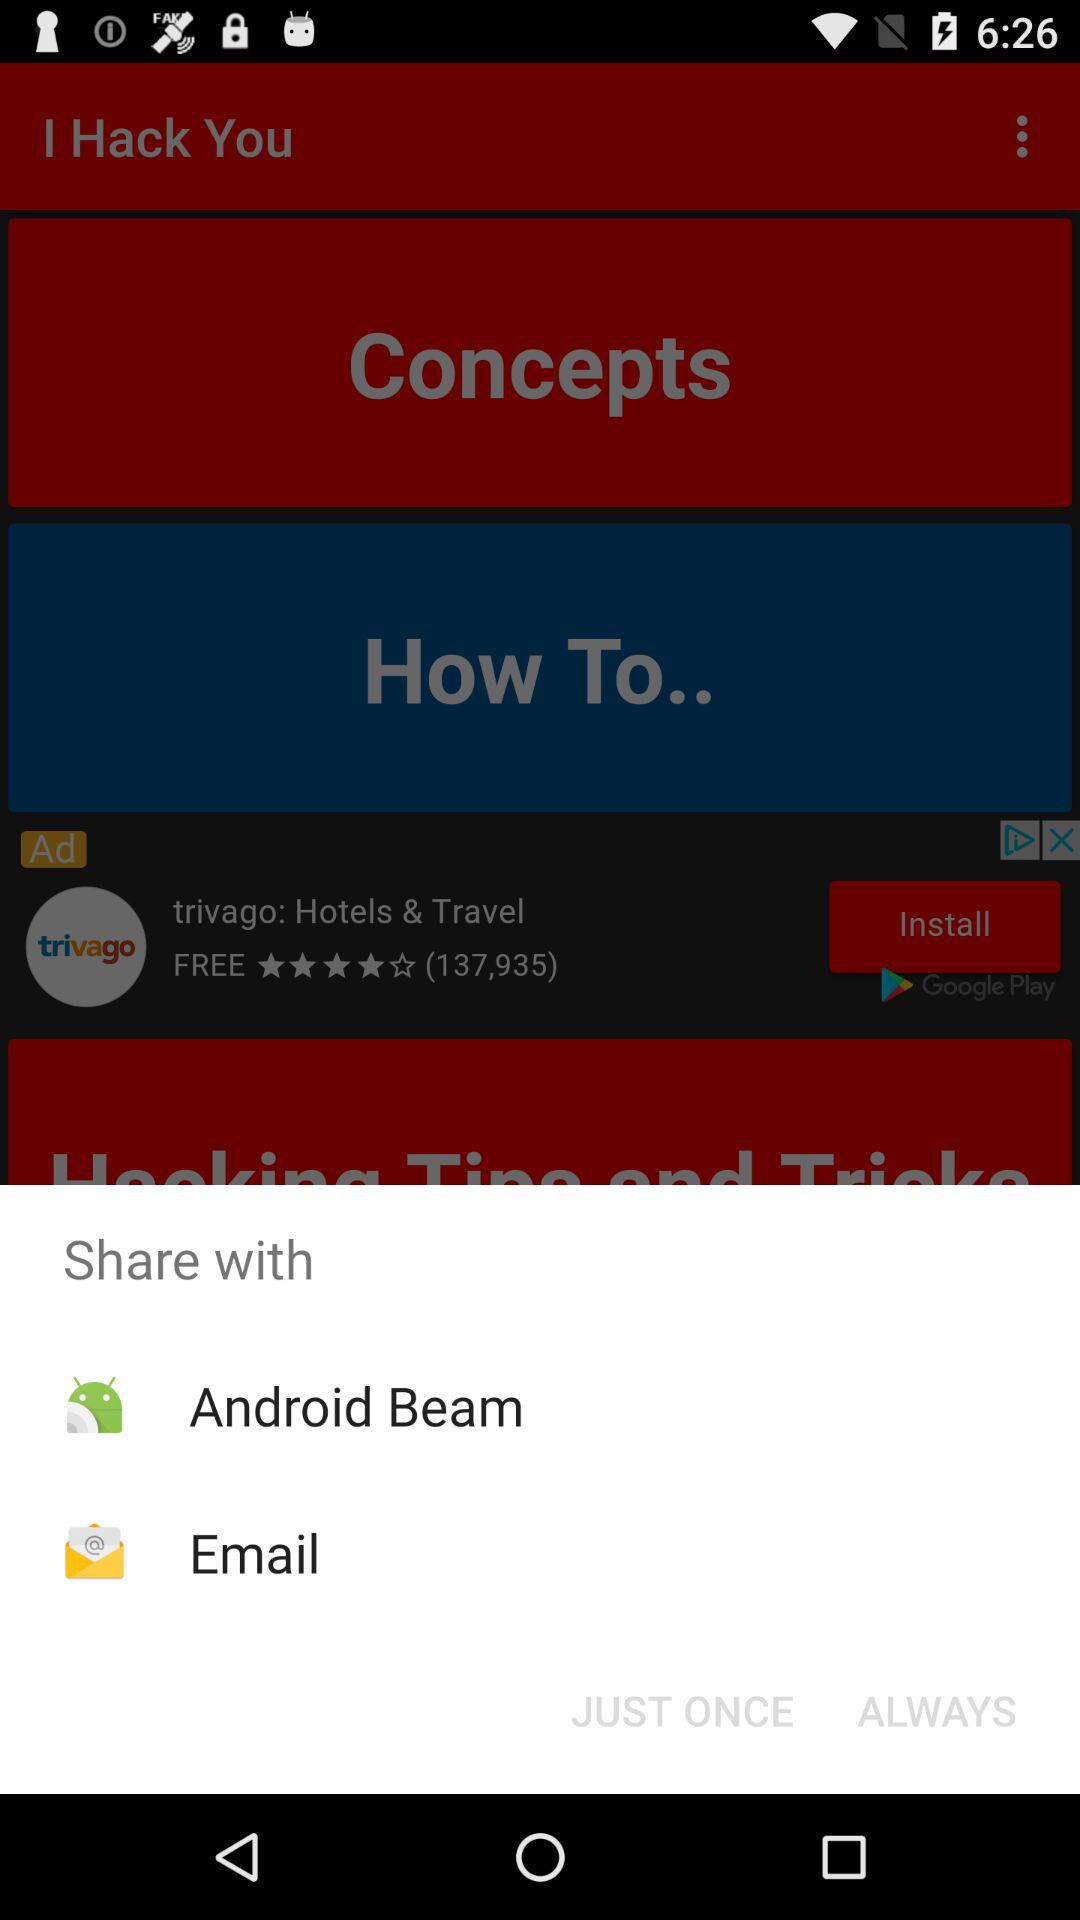 FAKE
6:26
I Hack You
Concepts
How To..
Ad
trivago
trivago: Hotels & Travel
FREE (137,935)
Install
Google Play
Hacking Tips and Tricks
Share with
Android Beam
@
Email
JUST ONCE ALWAYS